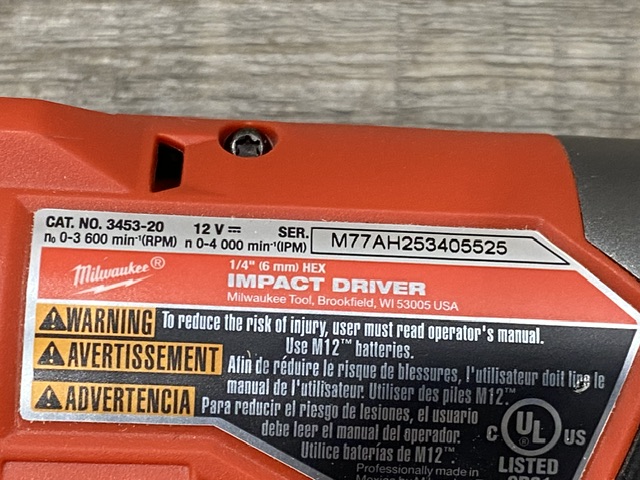 CAT. NO. 3453-20 12 V ⎓ SER. M77AH253405525
n₀ 0-3 600 min⁻¹(RPM) n 0-4 000 min⁻¹(IPM)
Milwaukee®
1/4" (6 mm) HEX
IMPACT DRIVER
Milwaukee Tool, Brookfield, WI 53005 USA
WARNING To reduce the risk of injury, user must read operator's manual.
Use M12™ batteries.
AVERTISSEMENT Afin de réduire le risque de blessures, l'utilisateur doit lire le
manuel de l'utilisateur. Utiliser des piles M12™.
ADVERTENCIA Para reducir el riesgo de lesiones, el usuario
debe leer el manual del operador.
Utilice baterías de M12™.
C UL US
LISTED
Professionally made in